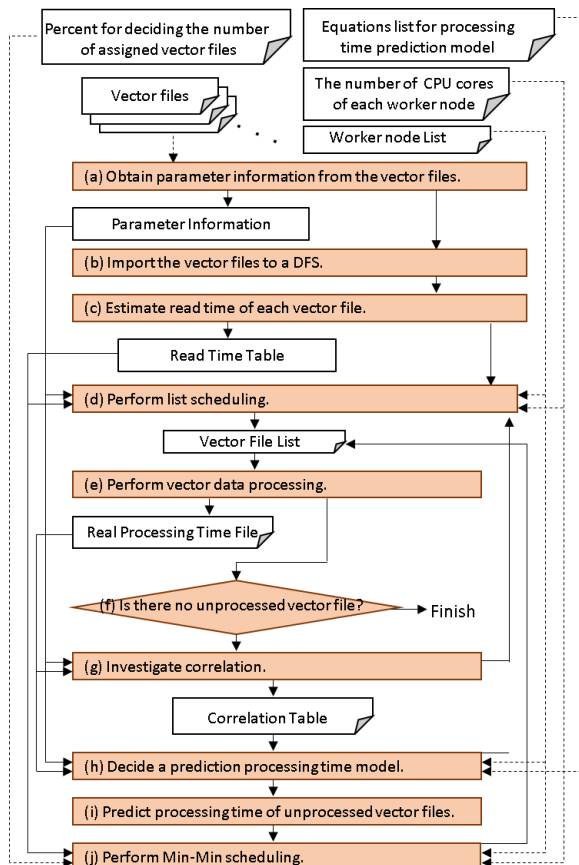 Percent for deciding the number
of assigned vector files
Equations list for processing
time prediction model
Vector files
The number of CPU cores
of each worker node
Worker node List
(a) Obtain parameter information from the vector files.
Parameter Information
(b) Import the vector files to a DFS.
(c) Estimate read time of each vector file.
Read Time Table
(d) Perform list scheduling.
Vector File List
(e) Perform vector data processing.
Real Processing Time File
(f) Is there no unprocessed vector file?
Finish
(g) Investigate correlation.
Correlation Table
(h) Decide a prediction processing time model.
(i) Predict processing time of unprocessed vector files.
(j) Perform Min-Min scheduling.